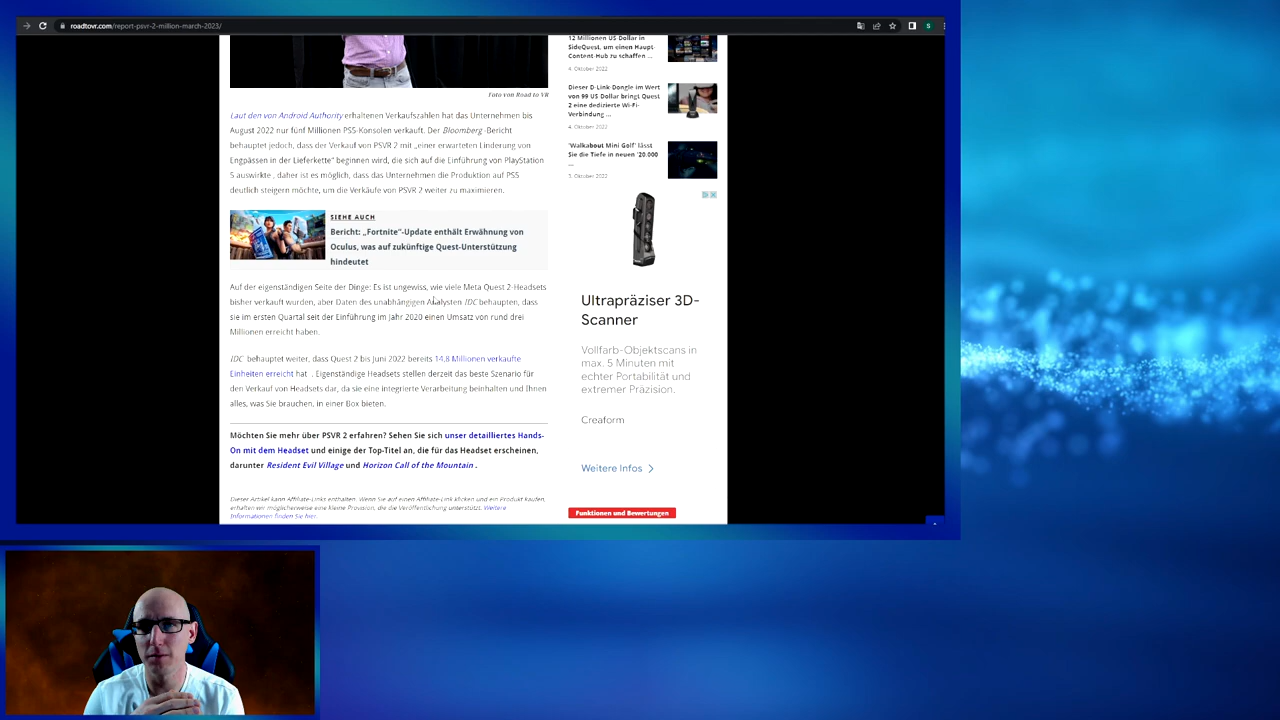 roadtovr.com/report-psvr-2-million-march-2023/
S
Foto von Road to VR
Laut den von Android Authority erhaltenen Verkaufszahlen hat das Unternehmen bis
August 2022 nur fünf Millionen PS5-Konsolen verkauft. Der Bloomberg -Bericht
behauptet jedoch, dass der Verkauf von PSVR 2 mit „einer erwarteten Linderung von
Engpässen in der Lieferkette“ beginnen wird, die sich auf die Einführung von PlayStation
5 auswirkte , daher ist es möglich, dass das Unternehmen die Produktion auf PS5
deutlich steigern möchte, um die Verkäufe von PSVR 2 weiter zu maximieren.
SIEHE AUCH
Bericht: „Fortnite“-Update enthält Erwähnung von
Oculus, was auf zukünftige Quest-Unterstützung
hindeutet
Auf der eigenständigen Seite der Dinge: Es ist ungewiss, wie viele Meta Quest 2-Headsets
bisher verkauft wurden, aber Daten des unabhängigen Analysten IDC behaupten, dass
sie im ersten Quartal seit der Einführung im Jahr 2020 einen Umsatz von rund drei
Millionen erreicht haben.
IDC behauptet weiter, dass Quest 2 bis Juni 2022 bereits 14,8 Millionen verkaufte
Einheiten erreicht hat . Eigenständige Headsets stellen derzeit das beste Szenario für
den Verkauf von Headsets dar, da sie eine integrierte Verarbeitung beinhalten und Ihnen
alles, was Sie brauchen, in einer Box bieten.
Möchten Sie mehr über PSVR 2 erfahren? Sehen Sie sich unser detailliertes Hands-
On mit dem Headset und einige der Top-Titel an, die für das Headset erscheinen,
darunter Resident Evil Village und Horizon Call of the Mountain .
Dieser Artikel kann Affiliate-Links enthalten. Wenn Sie auf einen Affiliate-Link klicken und ein Produkt kaufen,
erhalten wir möglicherweise eine kleine Provision, die die Veröffentlichung unterstützt. Weitere
Informationen finden Sie hier .
12 Millionen US Dollar in
SideQuest, um einen Haupt-
Content-Hub zu schaffen ...
4. Oktober 2022
Dieser D-Link-Dongle im Wert
von 99 US Dollar bringt Quest
2 eine dedizierte Wi-Fi-
Verbindung ...
4. Oktober 2022
'Walkabout Mini Golf' lässt
Sie die Tiefe in neuen '20.000
...
3. Oktober 2022
Ultrapräziser 3D-
Scanner
Vollfarb-Objektscans in
max. 5 Minuten mit
echter Portabilität und
extremer Präzision.
Creaform
Weitere Infos
Funktionen und Bewertungen